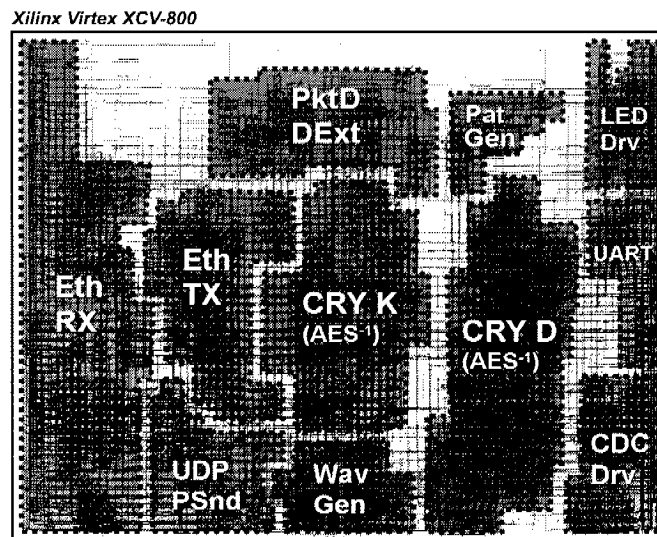 Xilinx Virtex XCV-800
PktD
DExt
Pat
Gen
LED
Drv
Eth
RX
Eth
TX
CRY K
(AES⁻¹)
CRY D
(AES⁻¹)
UART
UDP
PSnd
Wav
Gen
CDC
Drv